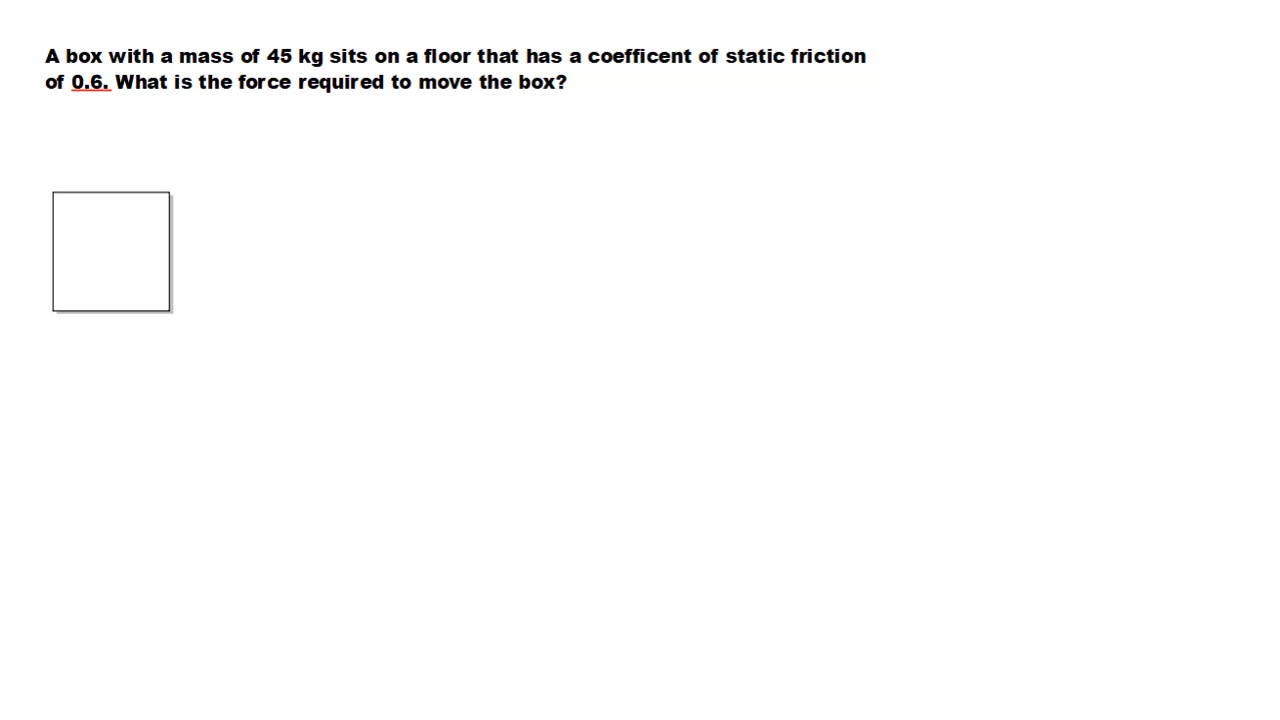 A box with a mass of 45 kg sits on a floor that has a coefficent of static friction
of 0.6. What is the force required to move the box?